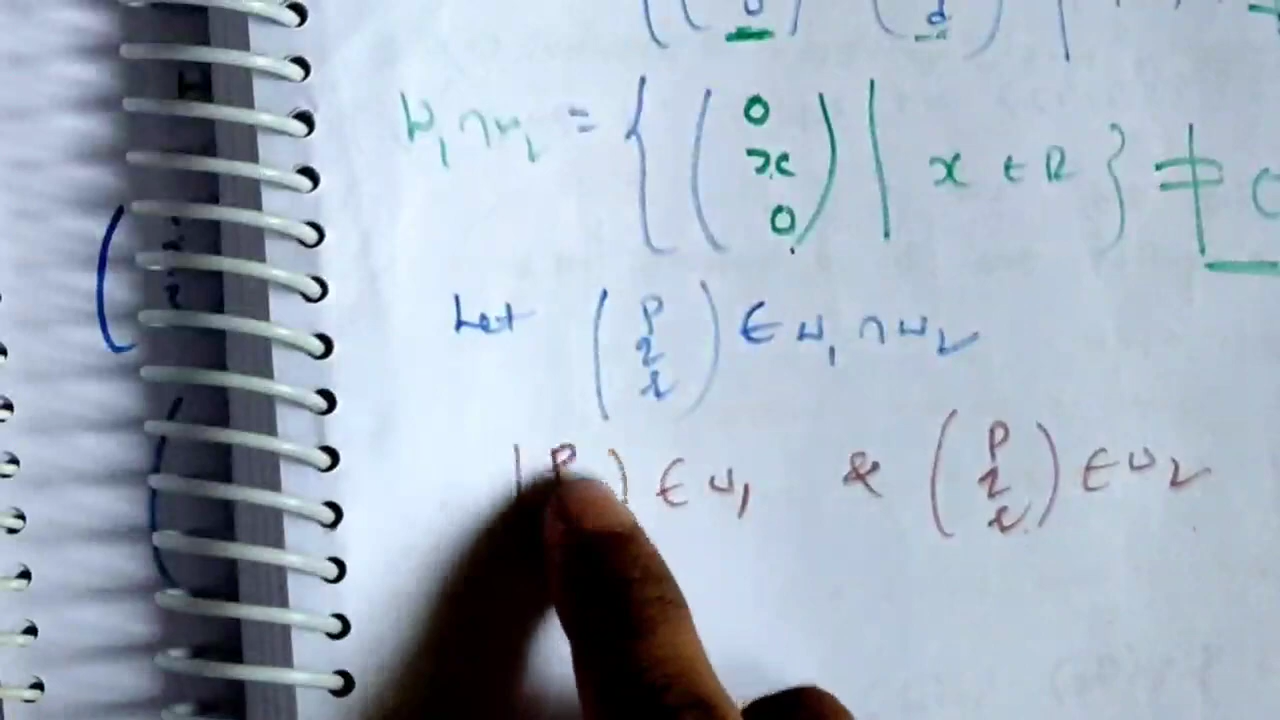 W₁∩W₂ = { ( 0 x 0 ) | x ∈ R } ≠
Let ( P q r ) ∈ W₁∩W₂
( P ) ∈ W₁ & ( P q r ) ∈ W₂